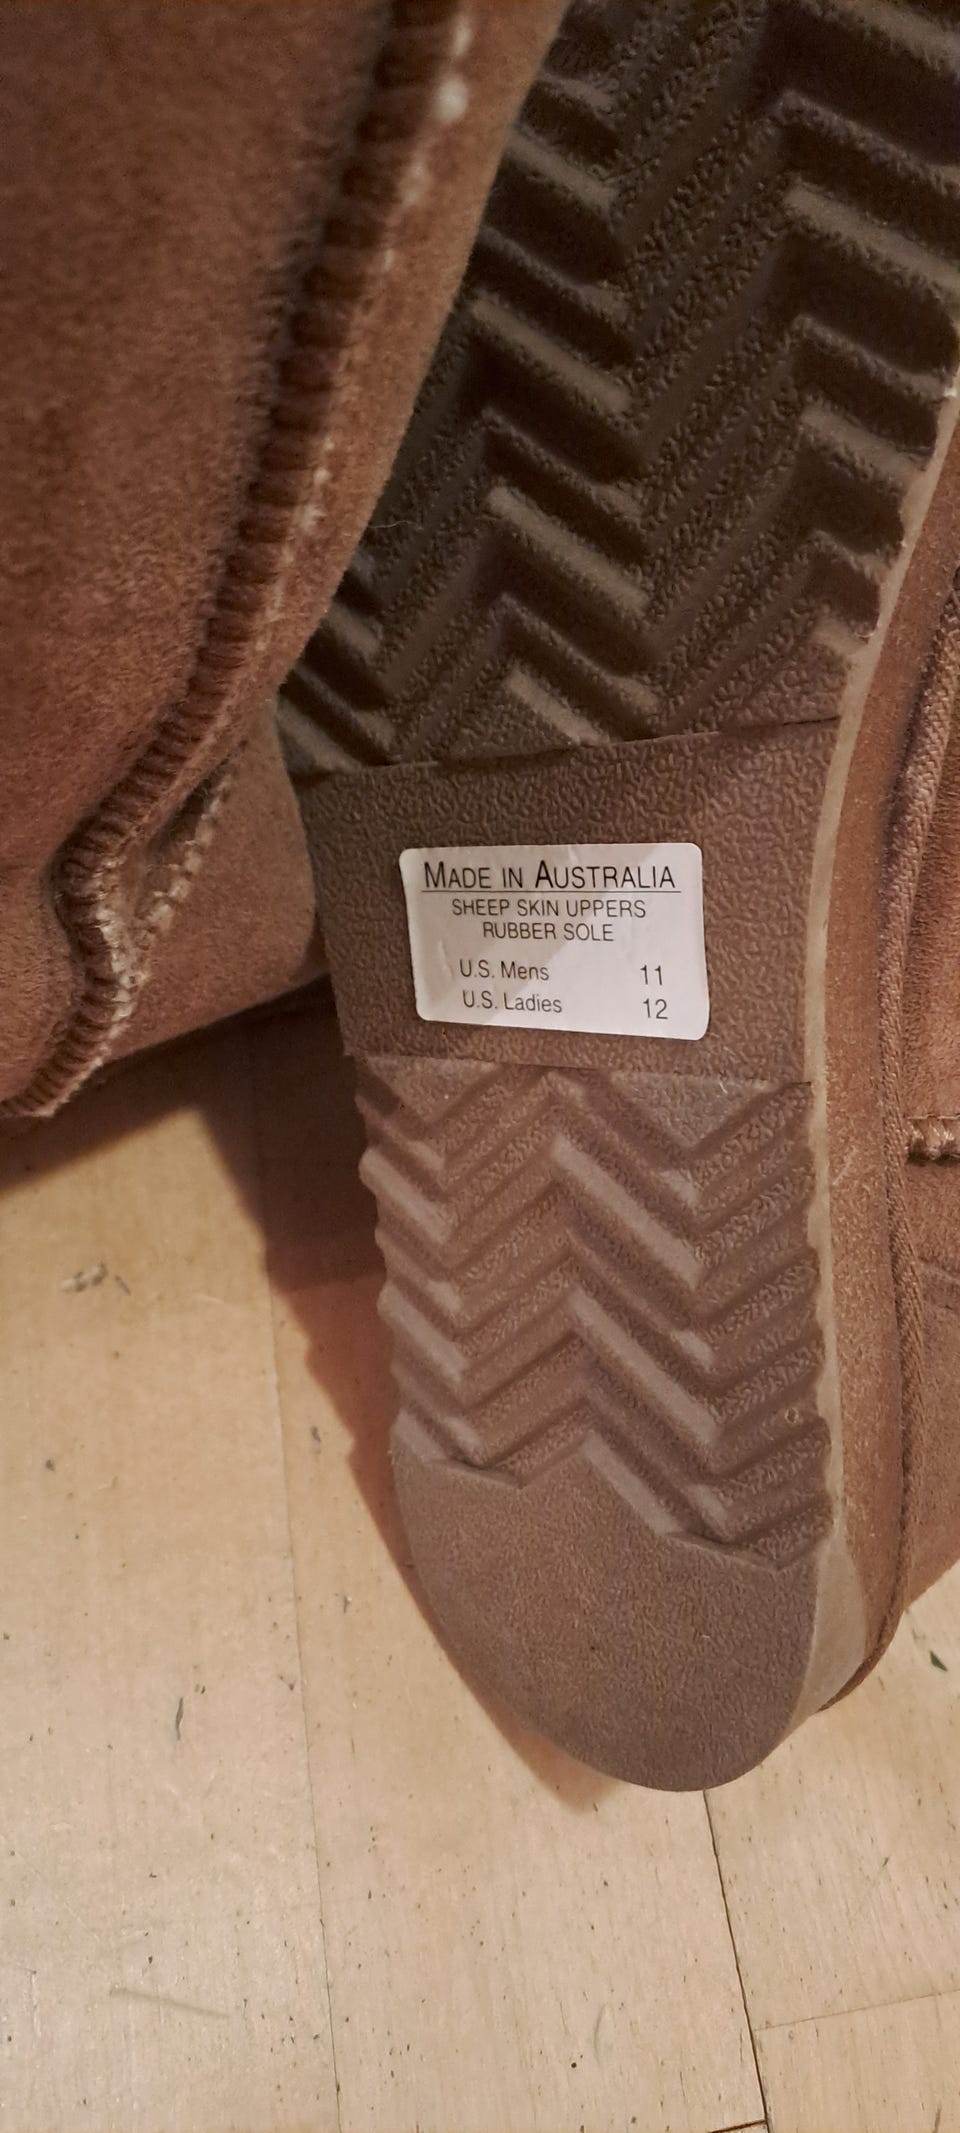 MADE IN AUSTRALIA
SHEEP SKIN UPPERS
RUBBER SOLE
U.S. Mens 11
U.S. Ladies 12